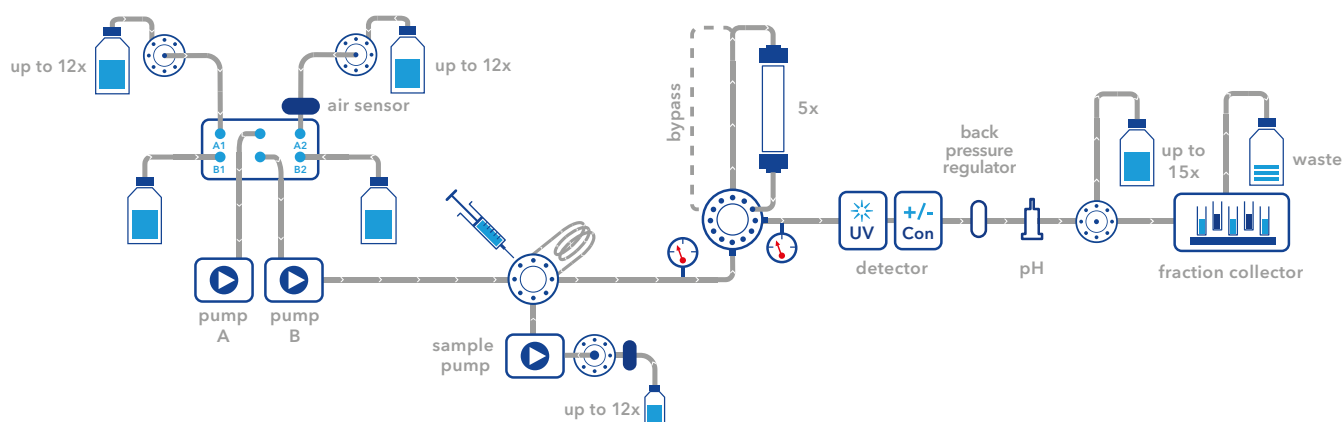 up to 12x
up to 12x
air sensor
A1
A2
B1
B2
pump
A
pump
B
sample
pump
up to 12x
bypass
5x
UV
+/-
Con
detector
back
pressure
regulator
pH
up to
15x
waste
fraction collector